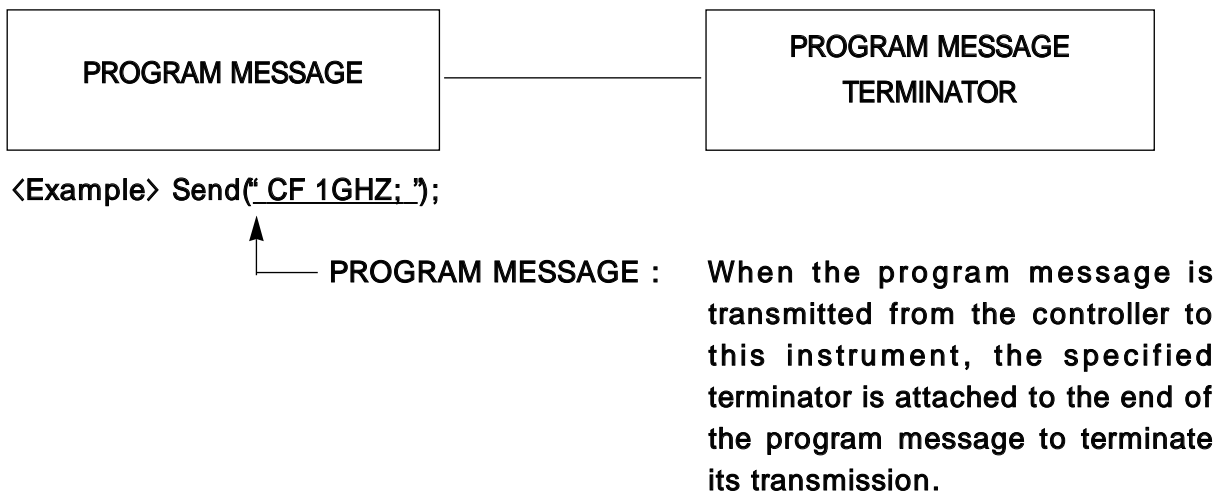 PROGRAM MESSAGE
PROGRAM MESSAGE
TERMINATOR
〈Example〉 Send(“ CF 1GHZ; ”);
PROGRAM MESSAGE :
When the program message is
transmitted from the controller to
this instrument, the specified
terminator is attached to the end of
the program message to terminate
its transmission.